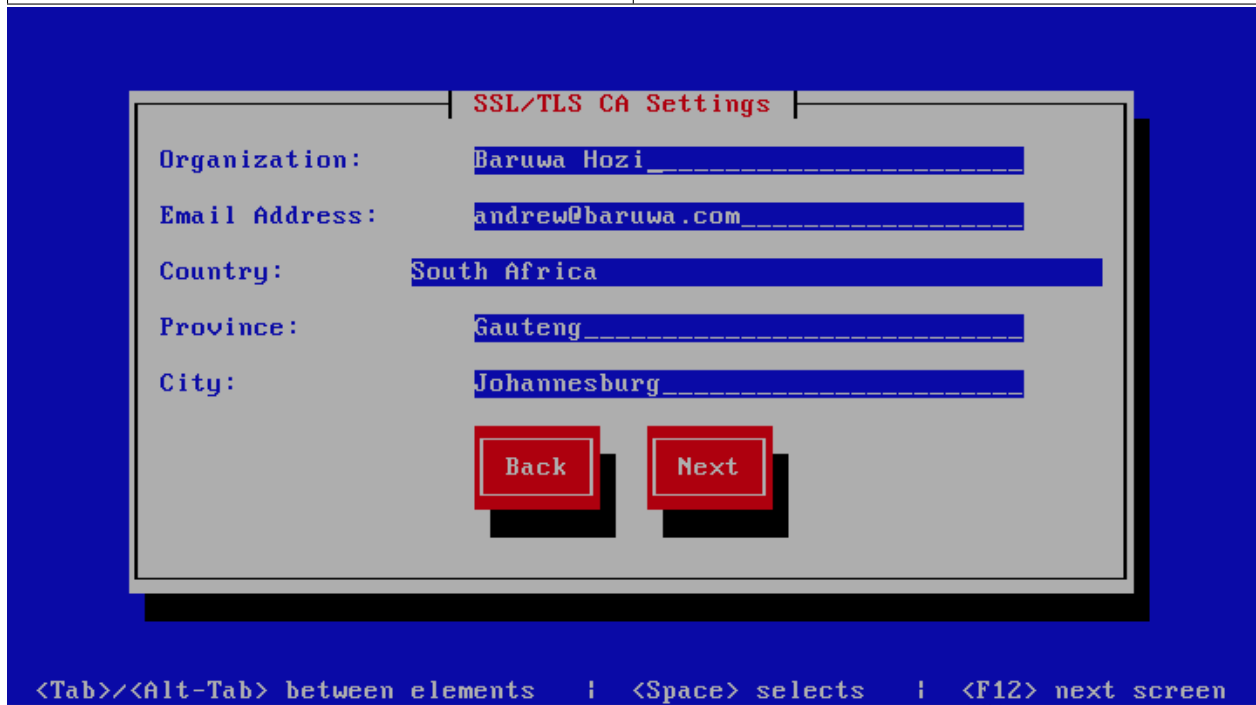 SSL/TLS CA Settings
Organization: Baruwa Hozi
Email Address: andrew@baruwa.com
Country: South Africa
Province: Gauteng
City: Johannesburg
Back Next
<Tab>/<Alt-Tab> between elements | <Space> selects | <F12> next screen